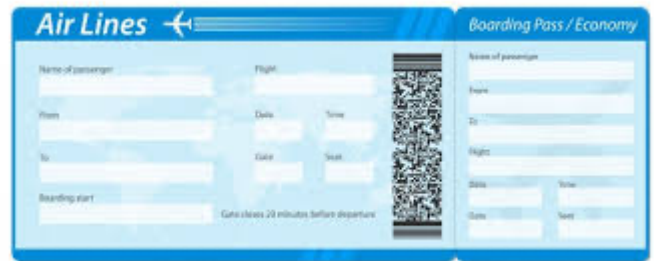 Air Lines
Boarding Pass / Economy
Name of passenger
Flight
From
Date Time
To
Gate Seat
Boarding start
Gate closes 20 minutes before departure
Name of passenger
From
To
Flight
Date Time
Gate Seat